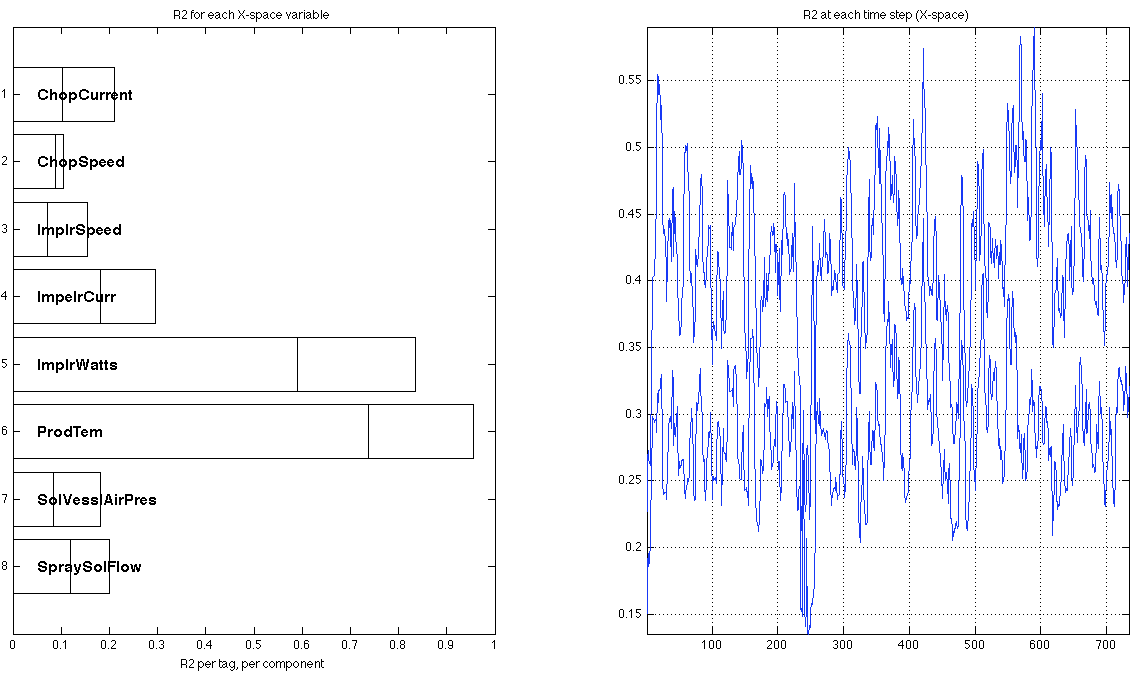 R2 for each X-space variable
1 ChopCurrent
2 ChopSpeed
3 ImplrSpeed
4 ImpelrCurr
5 ImplrWatts
6 ProdTem
7 SolVesslAirPres
8 SpraySolFlow
0 0.1 0.2 0.3 0.4 0.5 0.6 0.7 0.8 0.9 1
R2 per tag, per component
R2 at each time step (X-space)
0.55
0.5
0.45
0.4
0.35
0.3
0.25
0.2
0.15
100 200 300 400 500 600 700